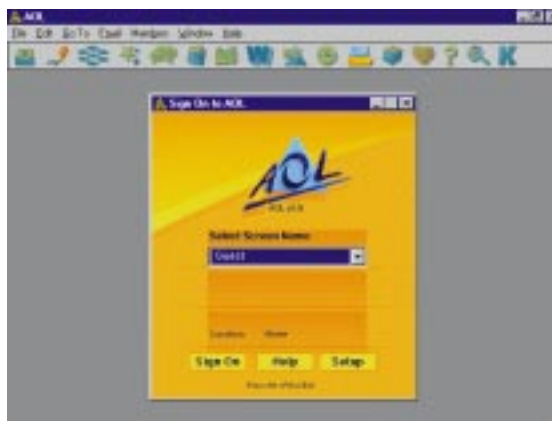 AOL
File Edit Go To Email Members Window Help
? K
Sign On to AOL
AOL
Select Screen Name
Guest
Location: Home
Sign On Help Setup